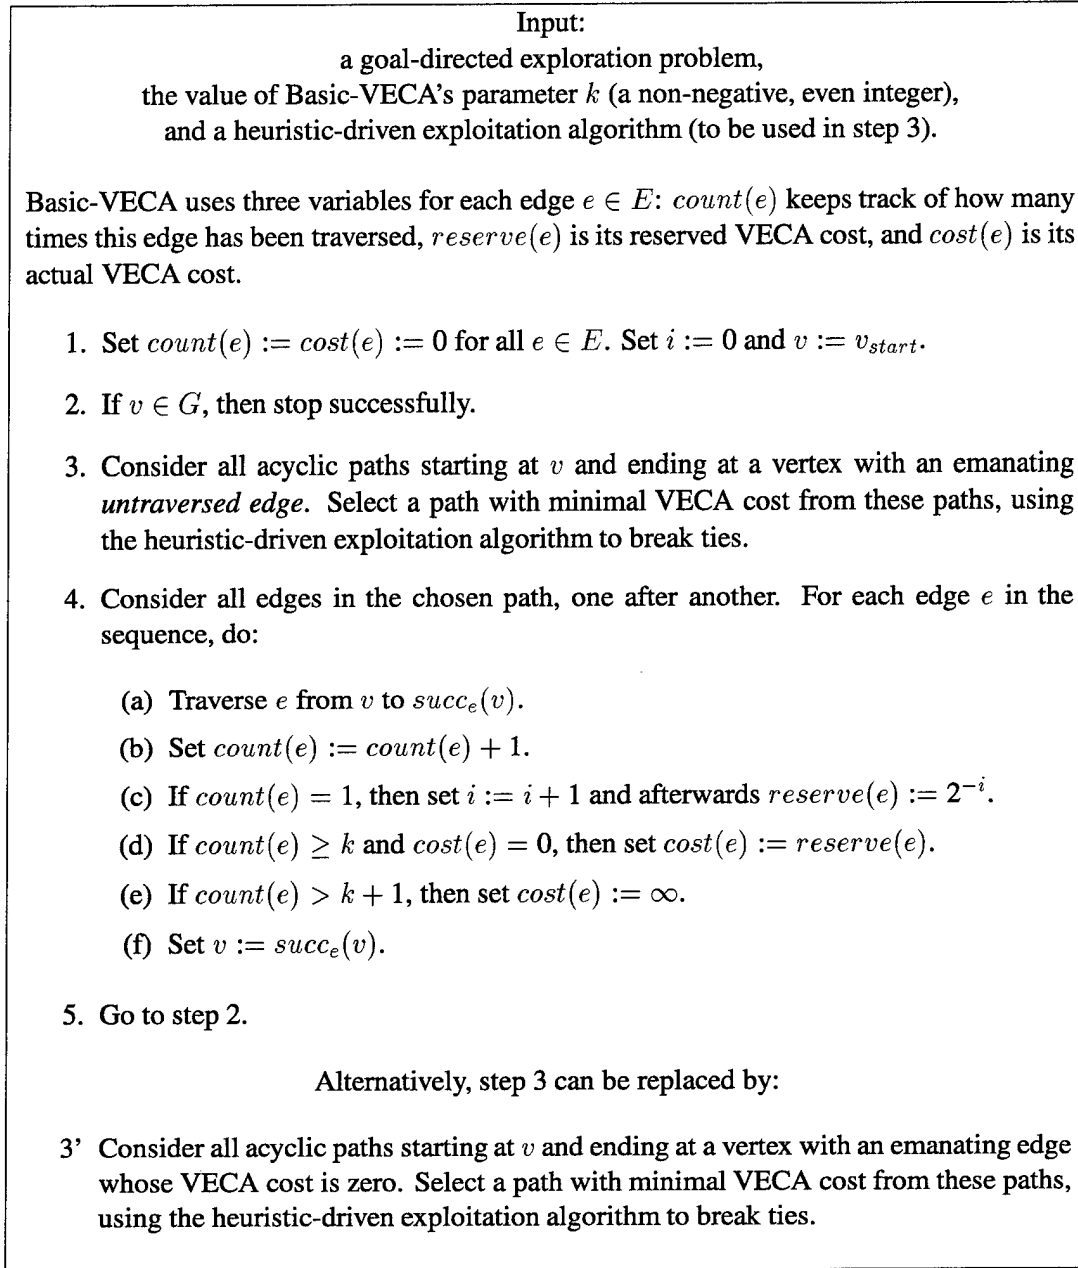 Input:
a goal-directed exploration problem,
the value of Basic-VECA's parameter k (a non-negative, even integer),
and a heuristic-driven exploitation algorithm (to be used in step 3).
Basic-VECA uses three variables for each edge e ∈ E: count(e) keeps track of how many
times this edge has been traversed, reserve(e) is its reserved VECA cost, and cost(e) is its
actual VECA cost.
1. Set count(e) := cost(e) := 0 for all e ∈ E. Set i := 0 and v := v_start.
2. If v ∈ G, then stop successfully.
3. Consider all acyclic paths starting at v and ending at a vertex with an emanating
untraversed edge. Select a path with minimal VECA cost from these paths, using
the heuristic-driven exploitation algorithm to break ties.
4. Consider all edges in the chosen path, one after another. For each edge e in the
sequence, do:
(a) Traverse e from v to succ_e(v).
(b) Set count(e) := count(e) + 1.
(c) If count(e) = 1, then set i := i + 1 and afterwards reserve(e) := 2^{-i}.
(d) If count(e) ≥ k and cost(e) = 0, then set cost(e) := reserve(e).
(e) If count(e) > k + 1, then set cost(e) := ∞.
(f) Set v := succ_e(v).
5. Go to step 2.
Alternatively, step 3 can be replaced by:
3' Consider all acyclic paths starting at v and ending at a vertex with an emanating edge
whose VECA cost is zero. Select a path with minimal VECA cost from these paths,
using the heuristic-driven exploitation algorithm to break ties.